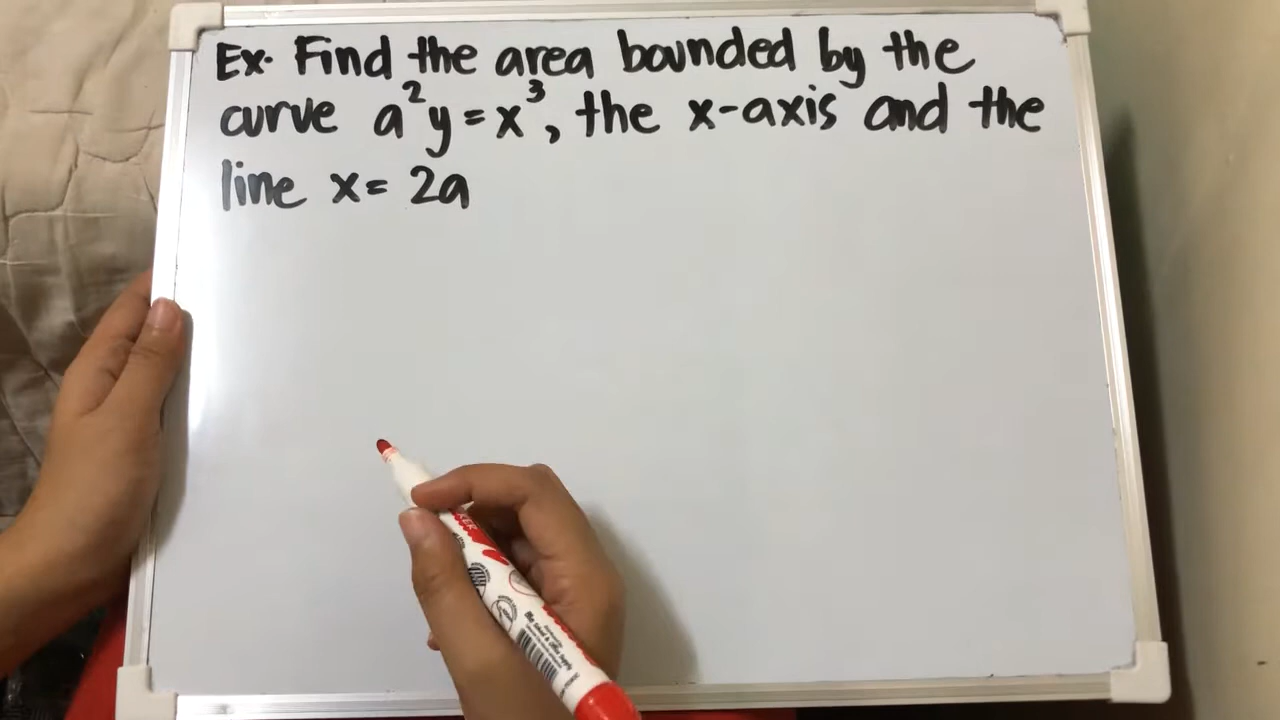 Ex. Find the area bounded by the
curve a²y=x³, the x-axis and the
line x= 2a